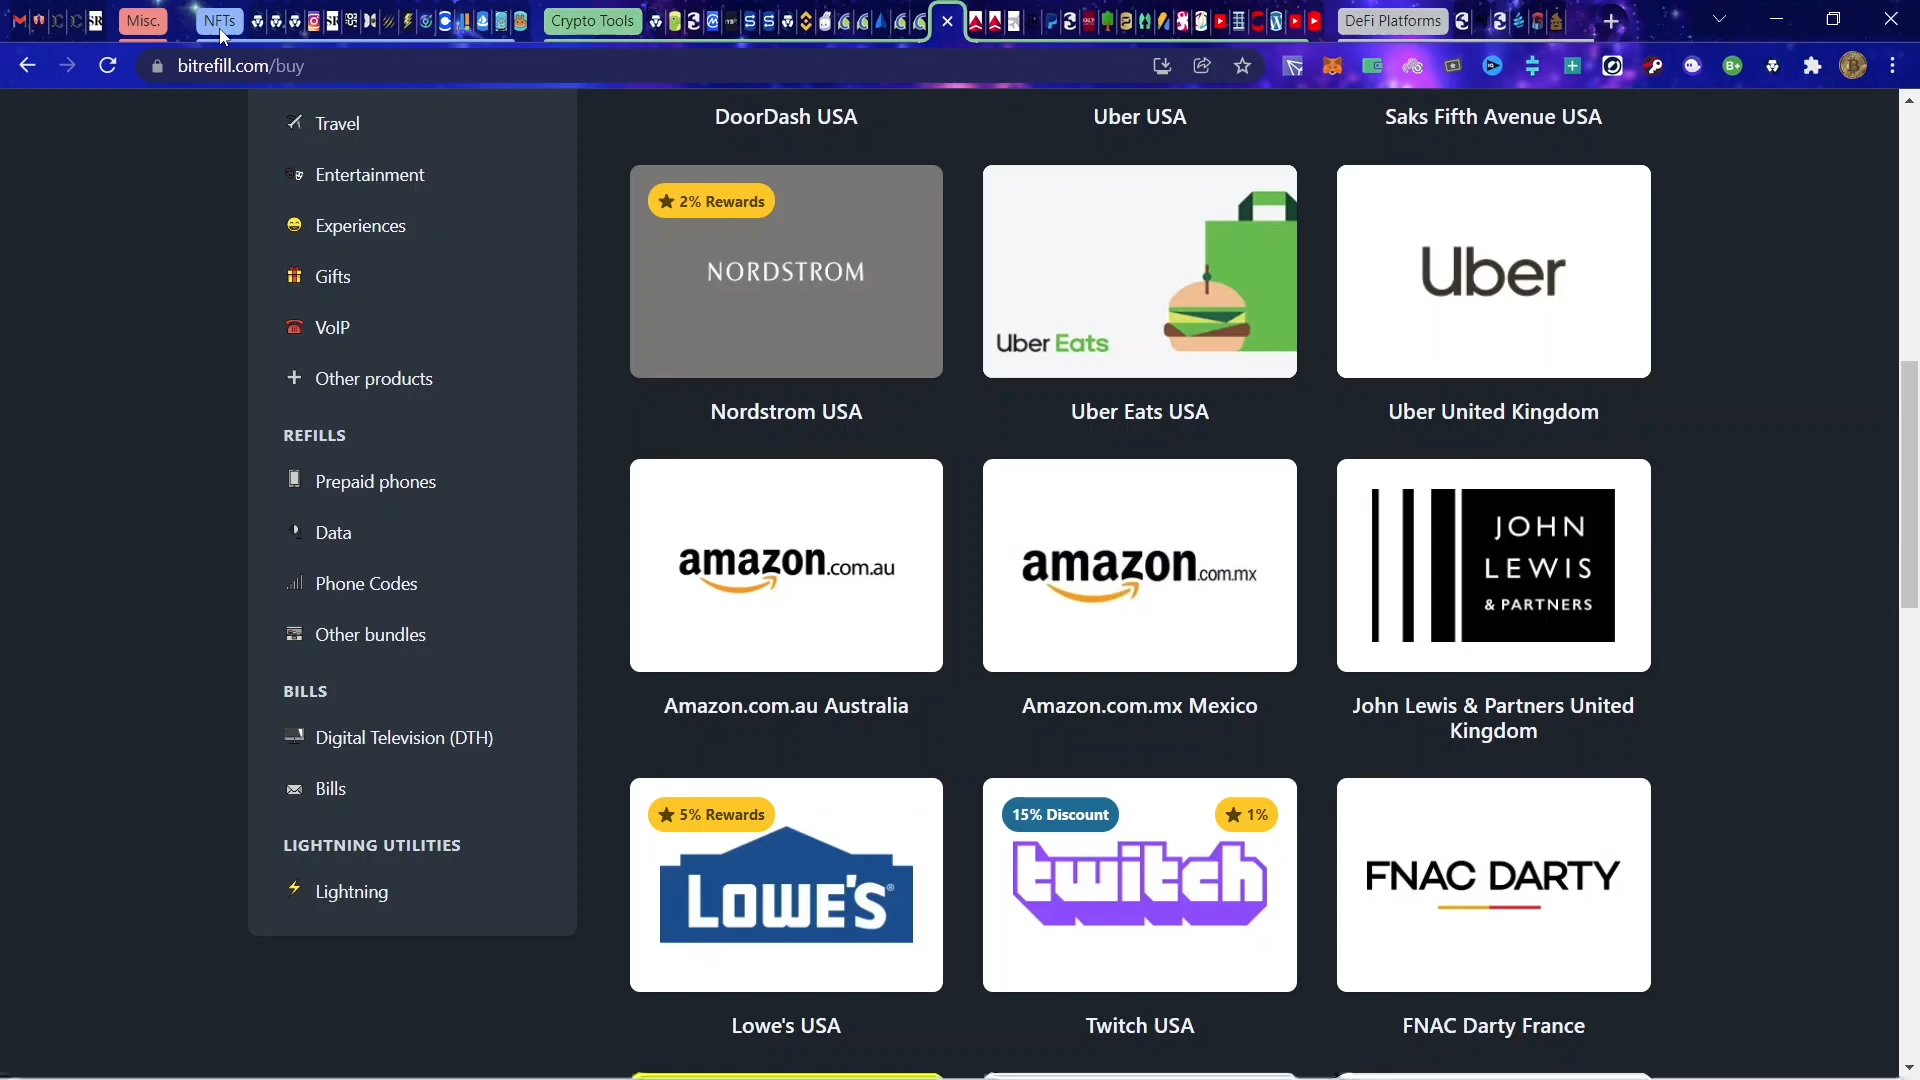 Misc.
NFTs
Crypto Tools
DeFi Platforms
bitrefill.com/buy
Travel
Entertainment
Experiences
Gifts
VoIP
Other products
REFILLS
Prepaid phones
Data
Phone Codes
Other bundles
BILLS
Digital Television (DTH)
Bills
LIGHTNING UTILITIES
Lightning
DoorDash USA
Uber USA
Saks Fifth Avenue USA
2% Rewards
NORDSTROM
Uber Eats
Uber
Nordstrom USA
Uber Eats USA
Uber United Kingdom
amazon.com.au
amazon.com.mx
JOHN
LEWIS
& PARTNERS
Amazon.com.au Australia
Amazon.com.mx Mexico
John Lewis & Partners United
Kingdom
5% Rewards
LOWE'S®
15% Discount
1%
twitch
FNAC DARTY
Lowe's USA
Twitch USA
FNAC Darty France